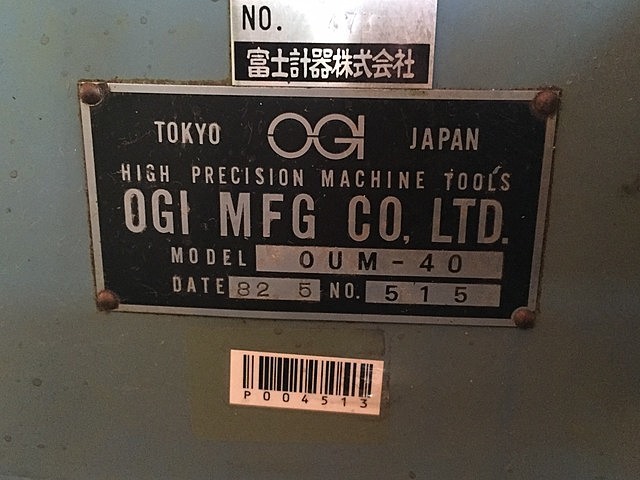 NO.
富士計器株式会社
TOKYO OGI JAPAN
HIGH PRECISION MACHINE TOOLS
OGI MFG CO, LTD.
MODEL OUM-40
DATE 82 5 NO. 515
P004513